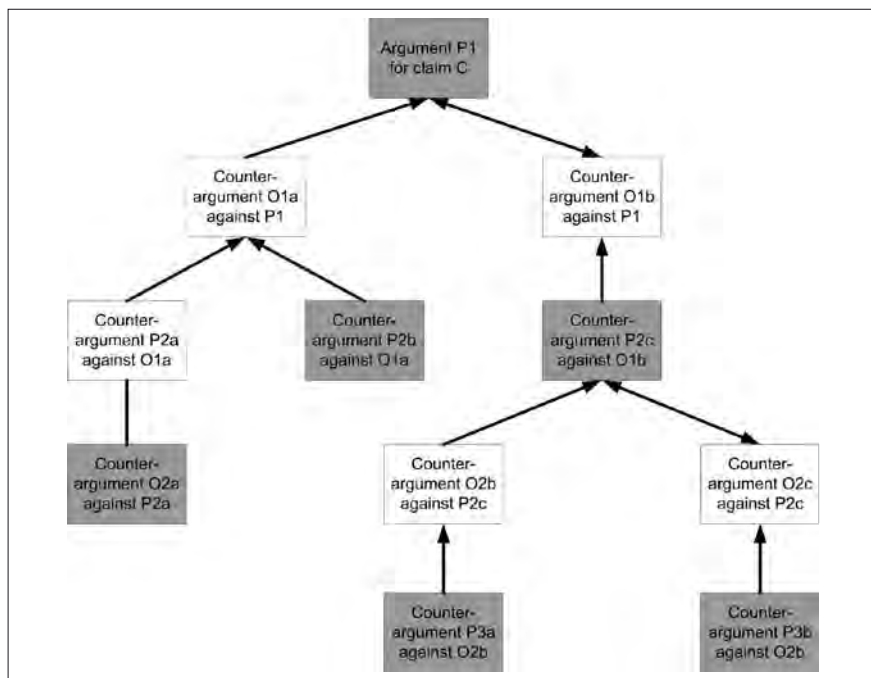 Argument P1
for claim C
Counter-
argument O1a
against P1
Counter-
argument O1b
against P1
Counter-
argument P2a
against O1a
Counter-
argument P2b
against O1a
Counter-
argument P2c
against O1b
Counter-
argument O2a
against P2a
Counter-
argument O2b
against P2c
Counter-
argument O2c
against P2c
Counter-
argument P3a
against O2b
Counter-
argument P3b
against O2b